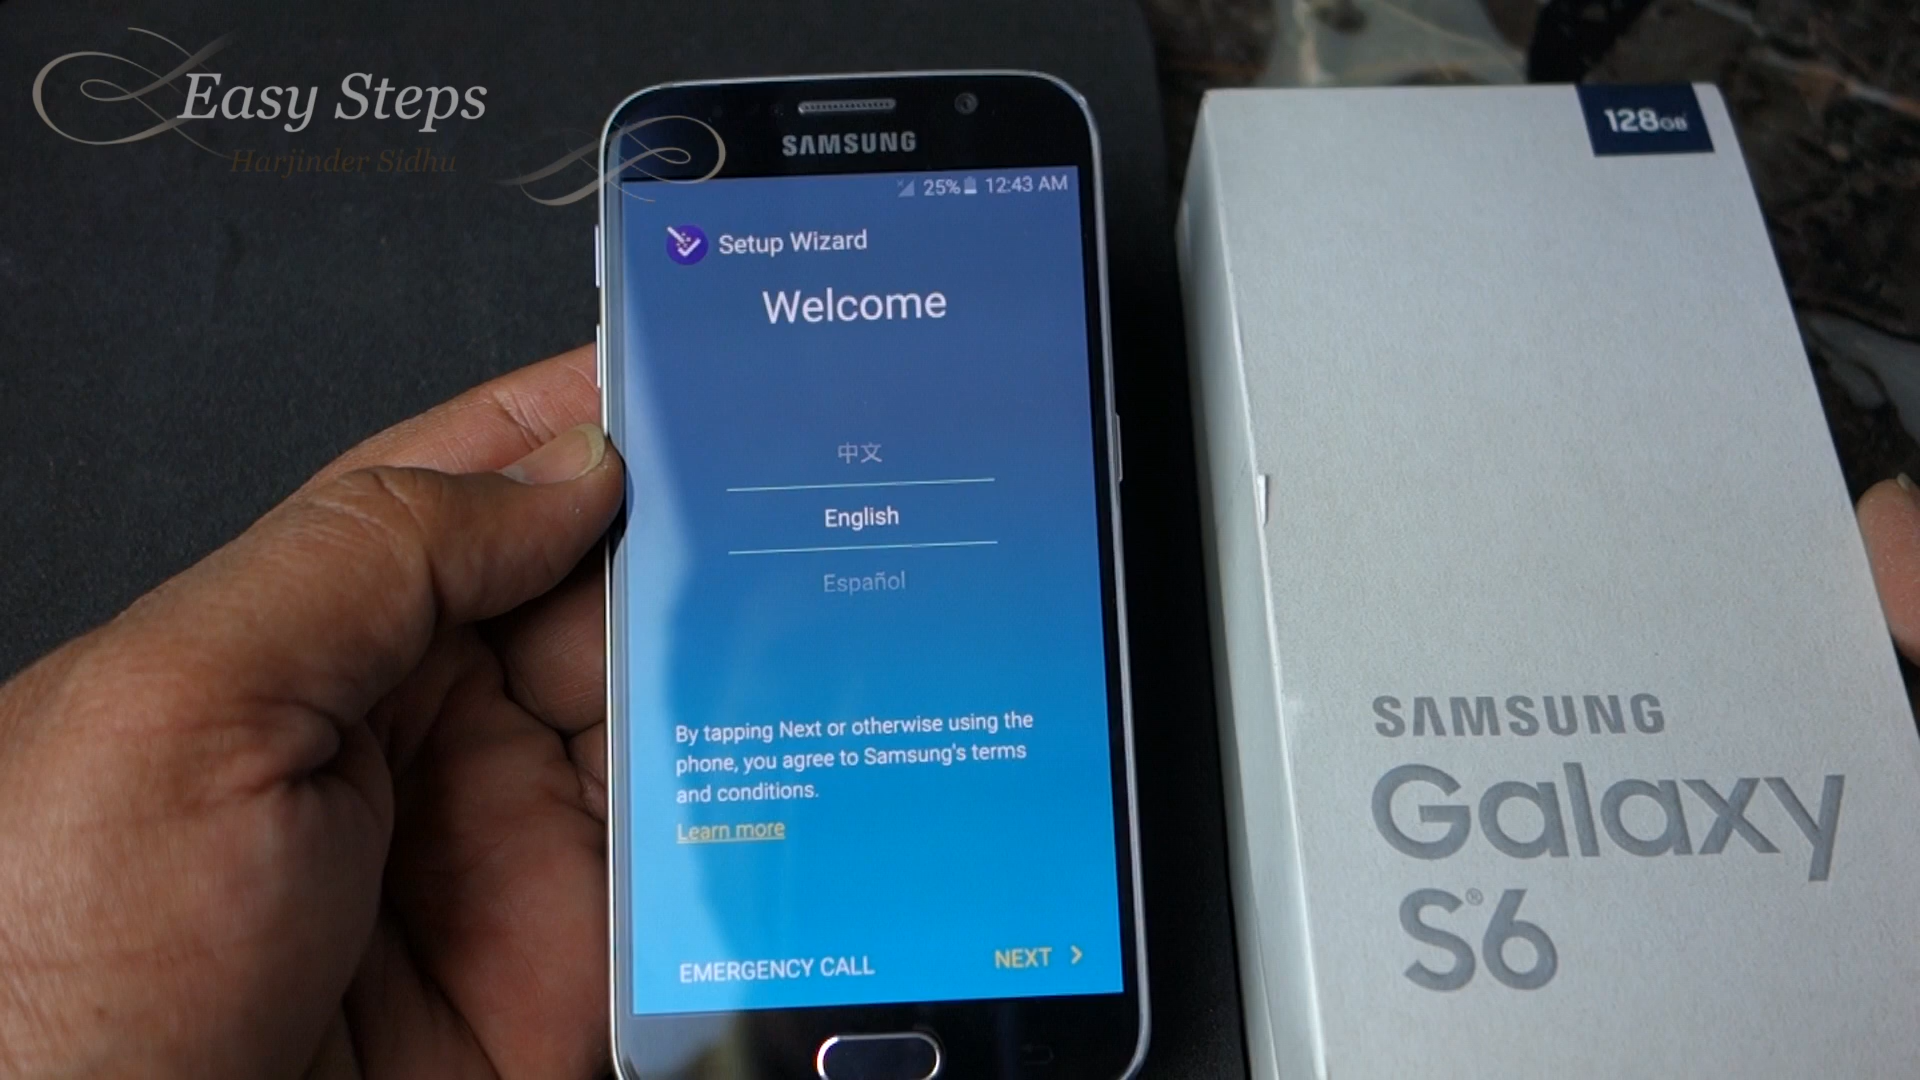 Easy Steps
Harjinder Sidhu
SAMSUNG
25% 12:43 AM
Setup Wizard
Welcome
中文
English
Español
By tapping Next or otherwise using the
phone, you agree to Samsung's terms
and conditions.
Learn more
EMERGENCY CALL
NEXT >
128GB
SAMSUNG
Galaxy
S®6